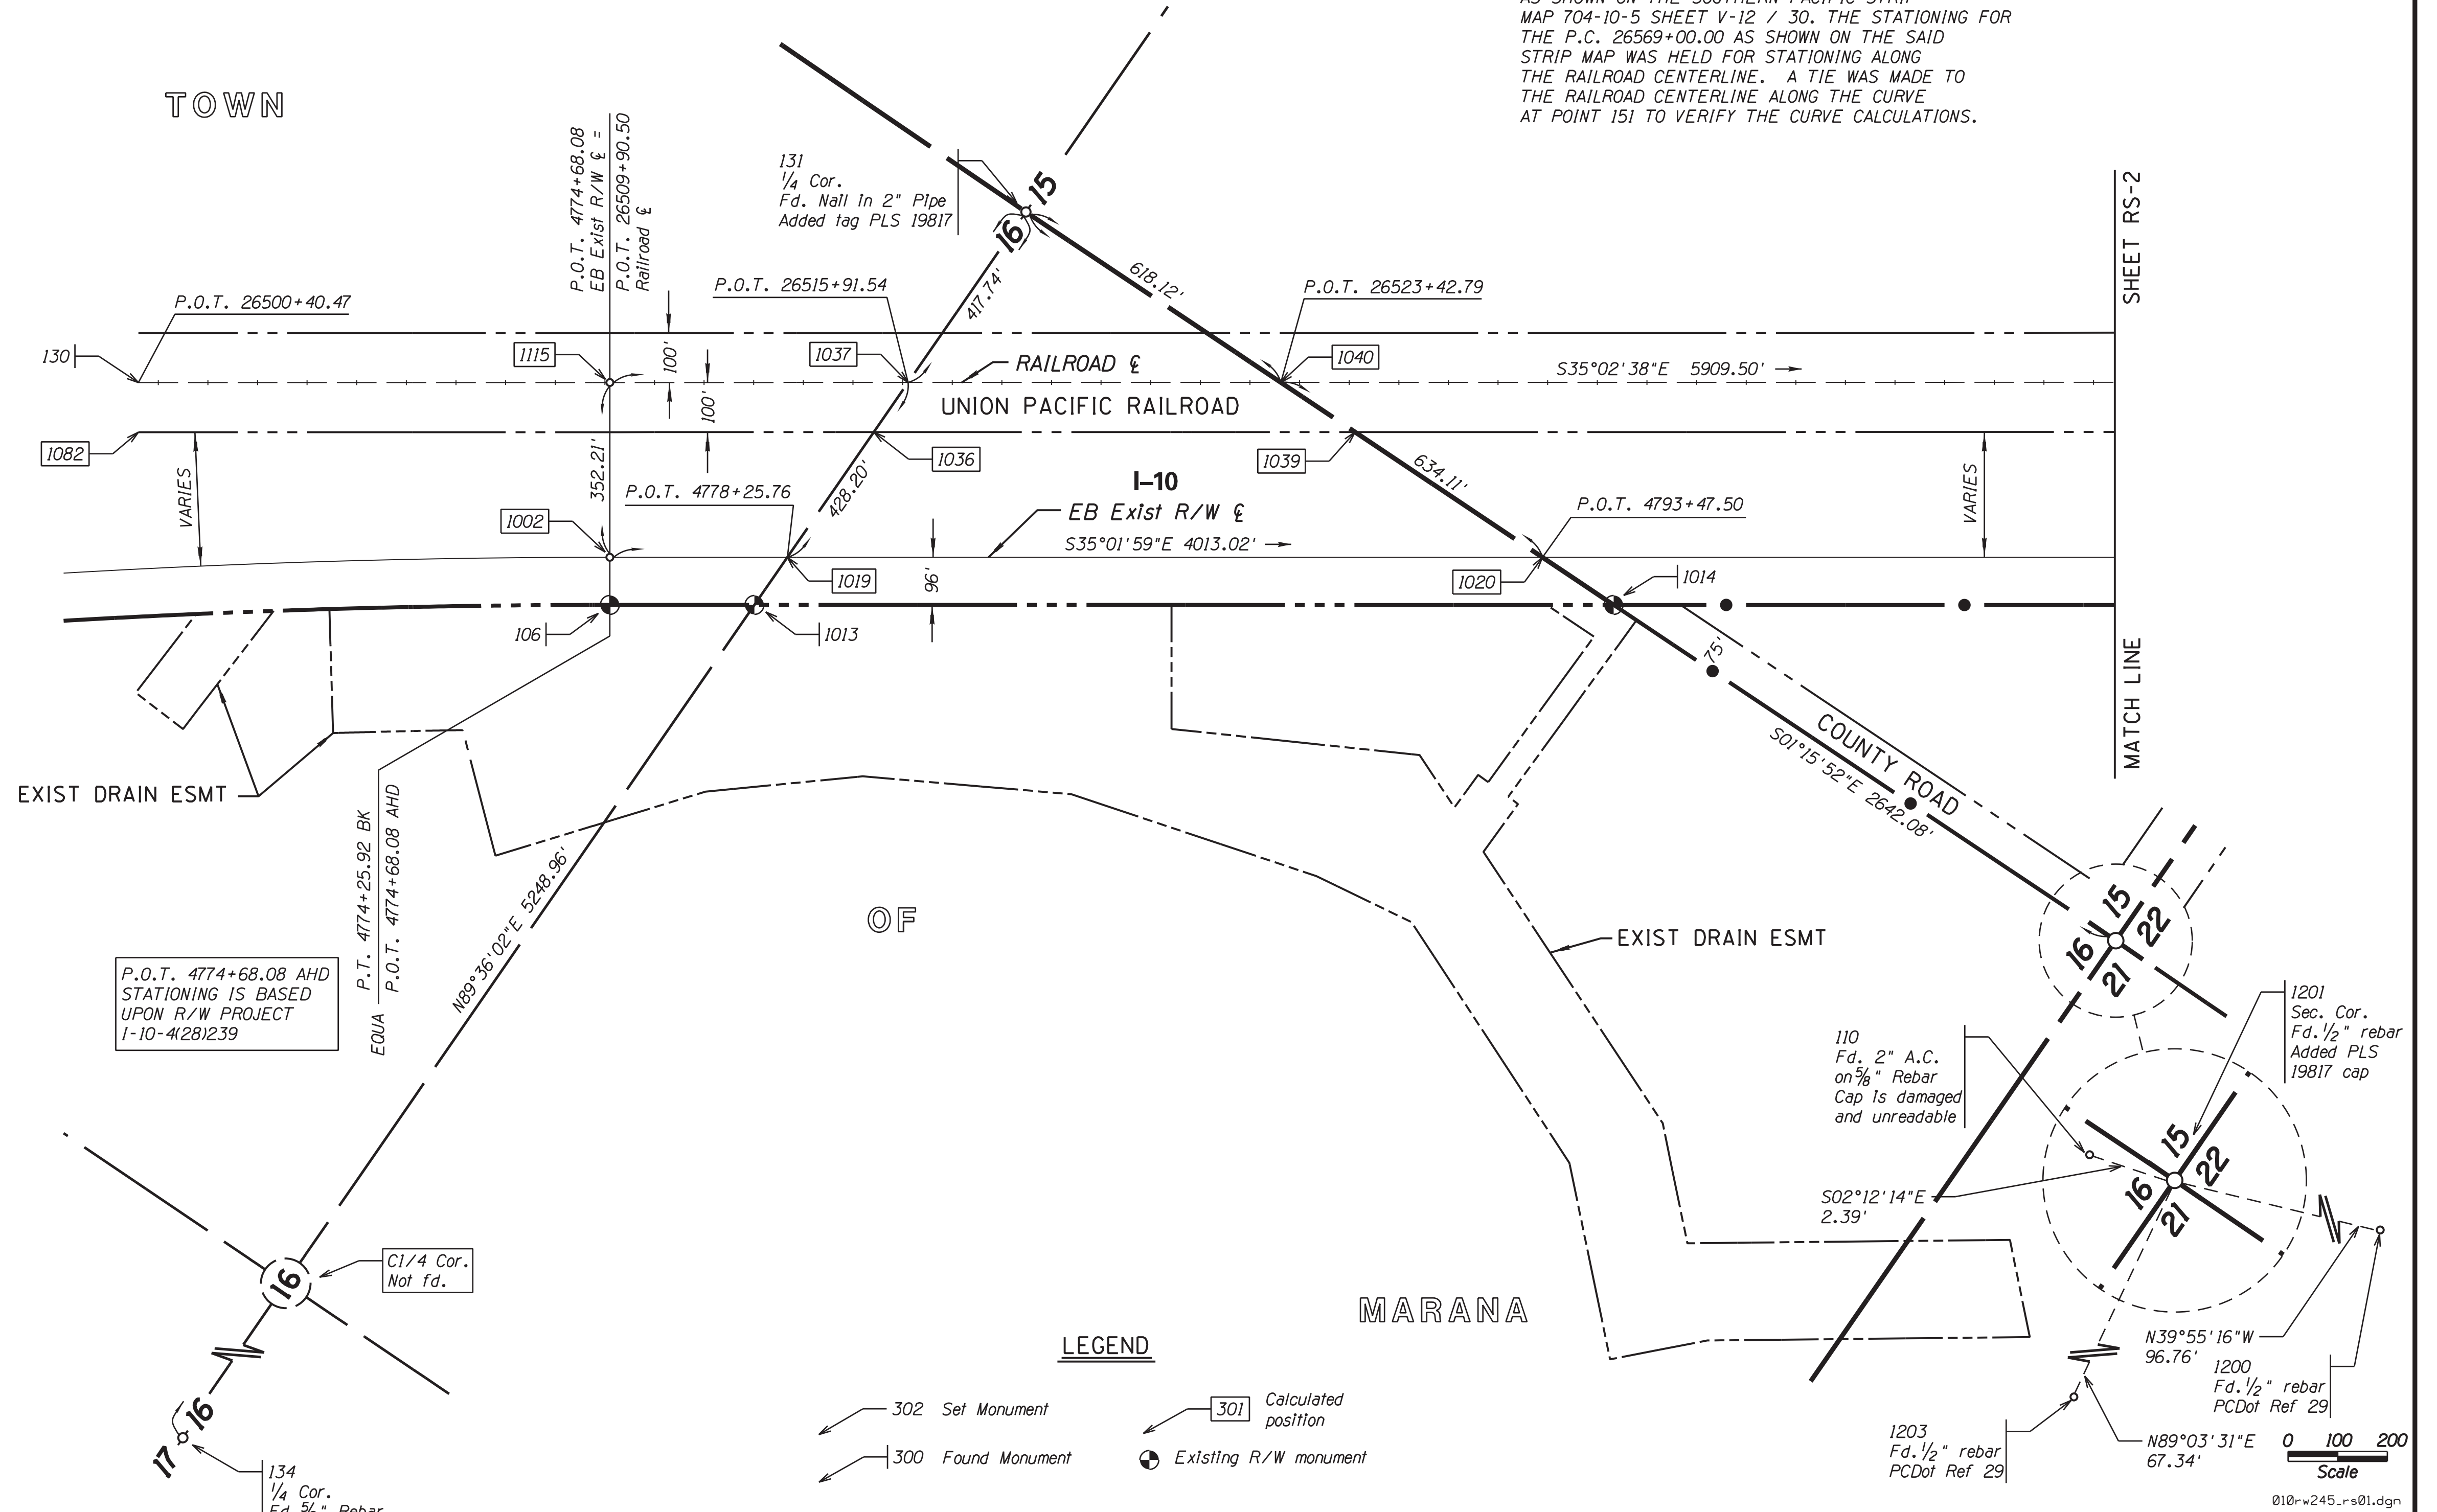 AS SHOWN ON THE SOUTHERN PACIFIC STRIP
MAP 704-10-5 SHEET V-12 / 30. THE STATIONING FOR
THE P.C. 26569+00.00 AS SHOWN ON THE SAID
STRIP MAP WAS HELD FOR STATIONING ALONG
THE RAILROAD CENTERLINE. A TIE WAS MADE TO
THE RAILROAD CENTERLINE ALONG THE CURVE
AT POINT 151 TO VERIFY THE CURVE CALCULATIONS.
TOWN
P.O.T. 4774+68.08
EB Exist R/W ℄ =
P.O.T. 26509+90.50
Railroad ℄
131
1/4 Cor.
Fd. Nail in 2" Pipe
Added tag PLS 19817
15
16
SHEET RS-2
P.O.T. 26500+40.47
P.O.T. 26515+91.54
417.74'
618.12'
P.O.T. 26523+42.79
130
1115
100'
1037
RAILROAD ℄
1040
S35°02'38"E 5909.50'
100'
UNION PACIFIC RAILROAD
1082
1036
1039
VARIES
352.21'
P.O.T. 4778+25.76
428.20'
I-10
634.11'
VARIES
1002
EB Exist R/W ℄
P.O.T. 4793+47.50
S35°01'59"E 4013.02'
1019
96'
1020
1014
106
1013
75'
MATCH LINE
COUNTY ROAD
S01°15'52"E 2642.08'
EXIST DRAIN ESMT
P.T. 4774+25.92 BK
P.O.T. 4774+68.08 AHD
EQUA
N89°36'02"E 5248.96'
OF
EXIST DRAIN ESMT
15
22
16
21
P.O.T. 4774+68.08 AHD
STATIONING IS BASED
UPON R/W PROJECT
I-10-4(28)239
1201
Sec. Cor.
Fd. 1/2" rebar
Added PLS
19817 cap
110
Fd. 2" A.C.
on 5/8" Rebar
Cap is damaged
and unreadable
15
22
16
21
S02°12'14"E
2.39'
C1/4 Cor.
Not fd.
16
MARANA
N39°55'16"W
96.76'
1200
Fd. 1/2" rebar
PCDot Ref 29
LEGEND
302 Set Monument
301 Calculated
position
300 Found Monument
Existing R/W monument
1203
Fd. 1/2" rebar
PCDot Ref 29
N89°03'31"E
67.34'
0 100 200
Scale
16
17
134
1/4 Cor.
010rw245_rs01.dgn